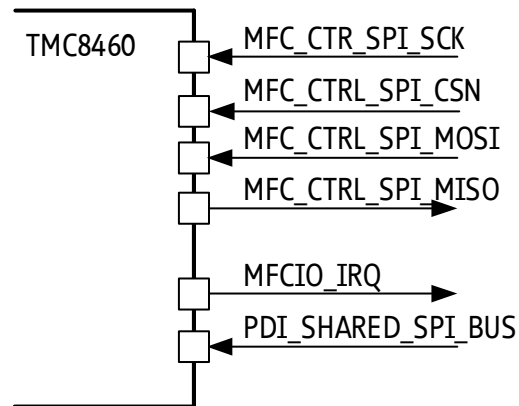 TMC8460
MFC_CTR_SPI_SCK
MFC_CTRL_SPI_CSN
MFC_CTRL_SPI_MOSI
MFC_CTRL_SPI_MISO
MFCIO_IRQ
PDI_SHARED_SPI_BUS